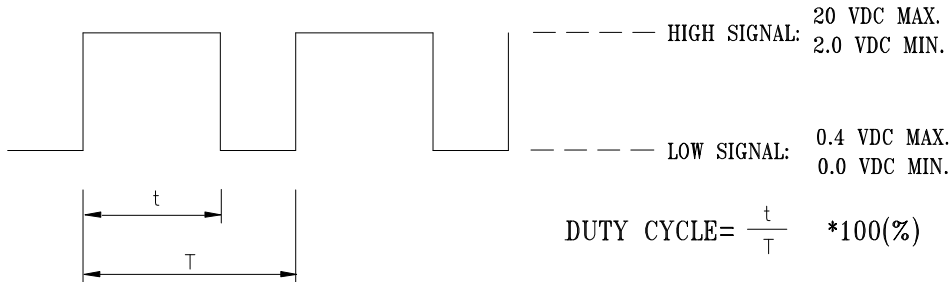 20 VDC MAX.
HIGH SIGNAL:
2.0 VDC MIN.
0.4 VDC MAX.
LOW SIGNAL:
0.0 VDC MIN.
t
T
DUTY CYCLE= t/T *100(%)